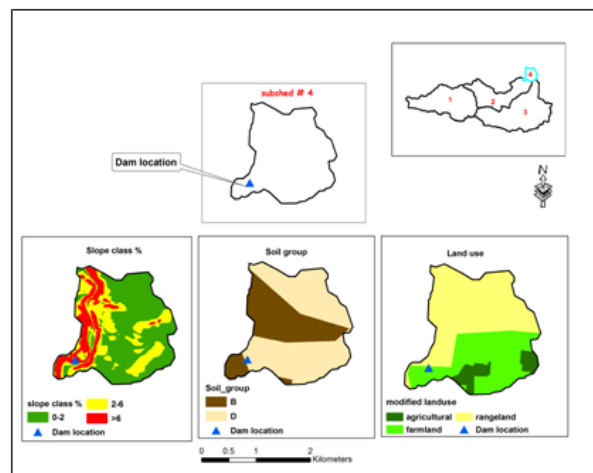 subshed # 4
4
1
2
3
Dam location
N
Slope class %
Soil group
Land use
slope class %
2-6
0-2
>6
Dam location
Soil_group
B
D
Dam location
modified landuse
agricultural
rangeland
farmland
Dam location
0 0.5 1 2
Kilometers